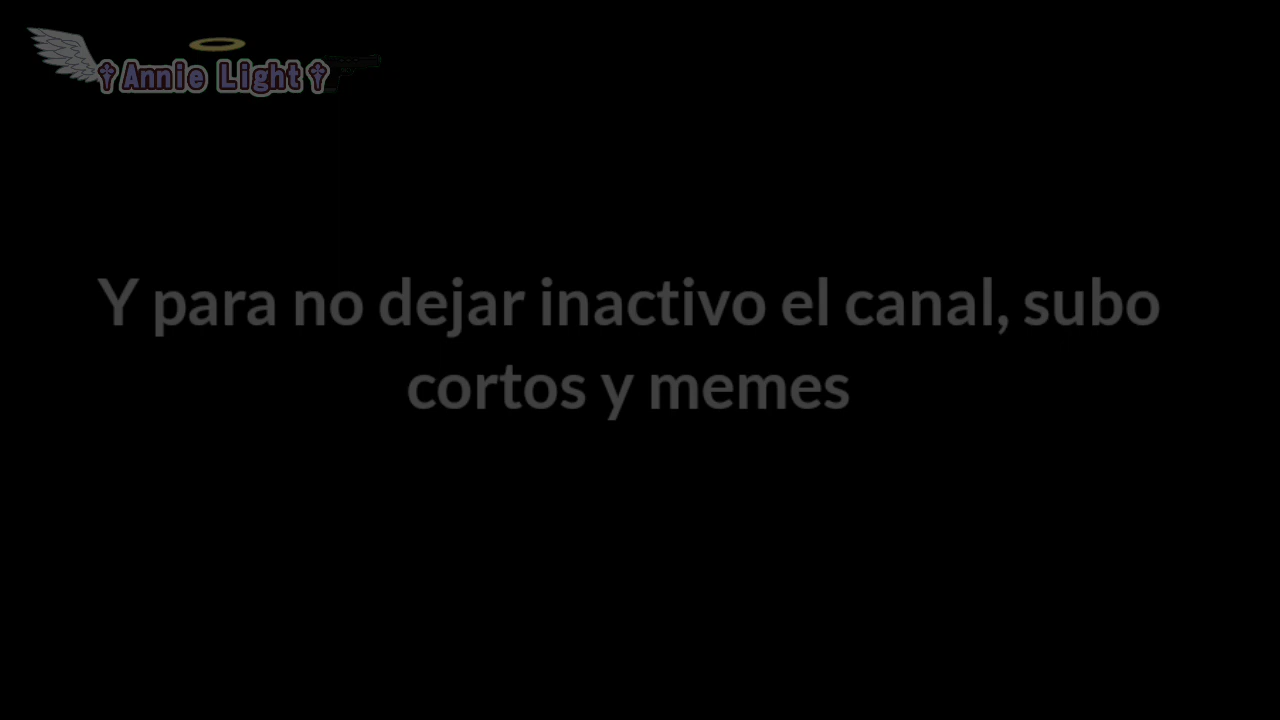 †Annie Light†
Y para no dejar inactivo el canal, subo
cortos y memes